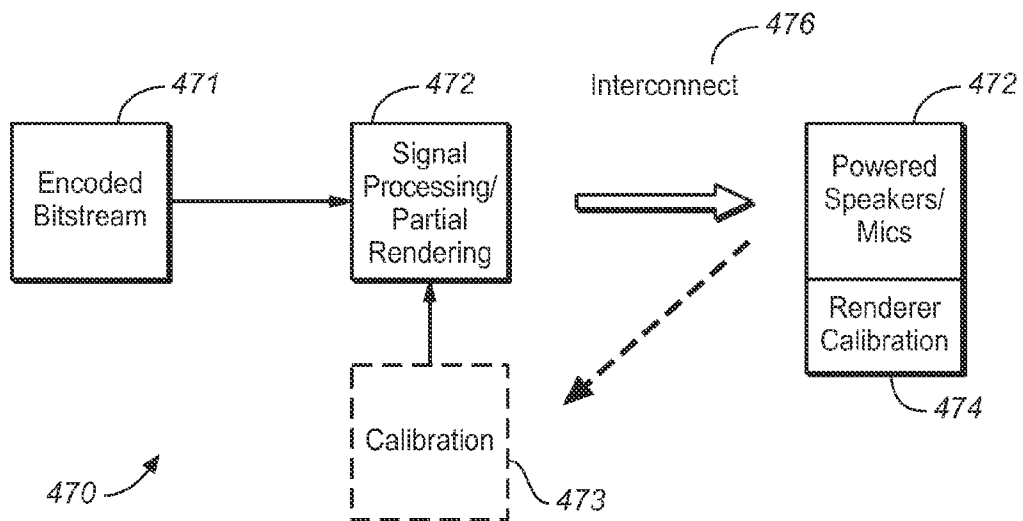 476
Interconnect
471
472
472
Encoded
Bitstream
Signal
Processing/
Partial
Rendering
Powered
Speakers/
Mics
Renderer
Calibration
474
Calibration
473
470